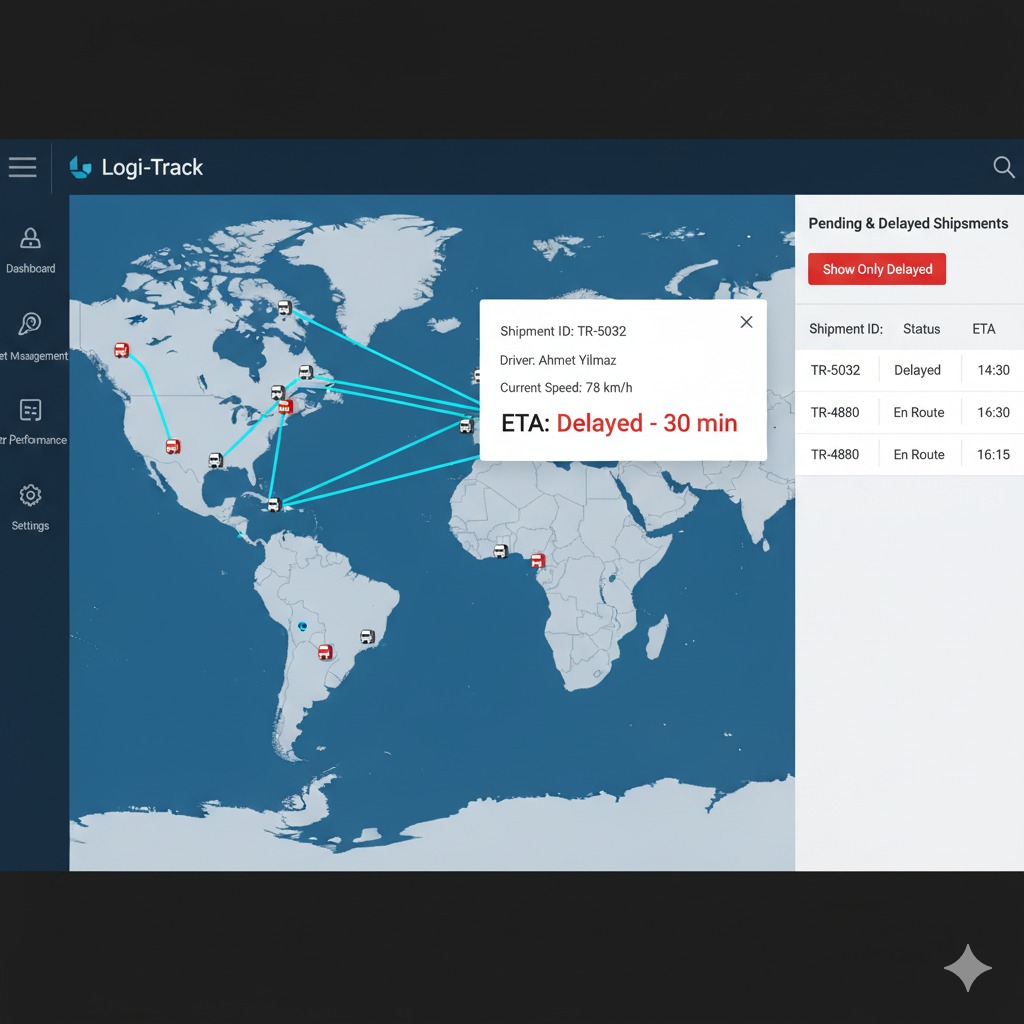 Logi-Track
Dashboard
et Msaagement
er Performance
Settings
Shipment ID: TR-5032
Driver: Ahmet Yilmaz
Current Speed: 78 km/h
ETA: Delayed - 30 min
Pending & Delayed Shipsments
Show Only Delayed
Shipment ID: Status ETA
TR-5032 Delayed 14:30
TR-4880 En Route 16:30
TR-4880 En Route 16:15